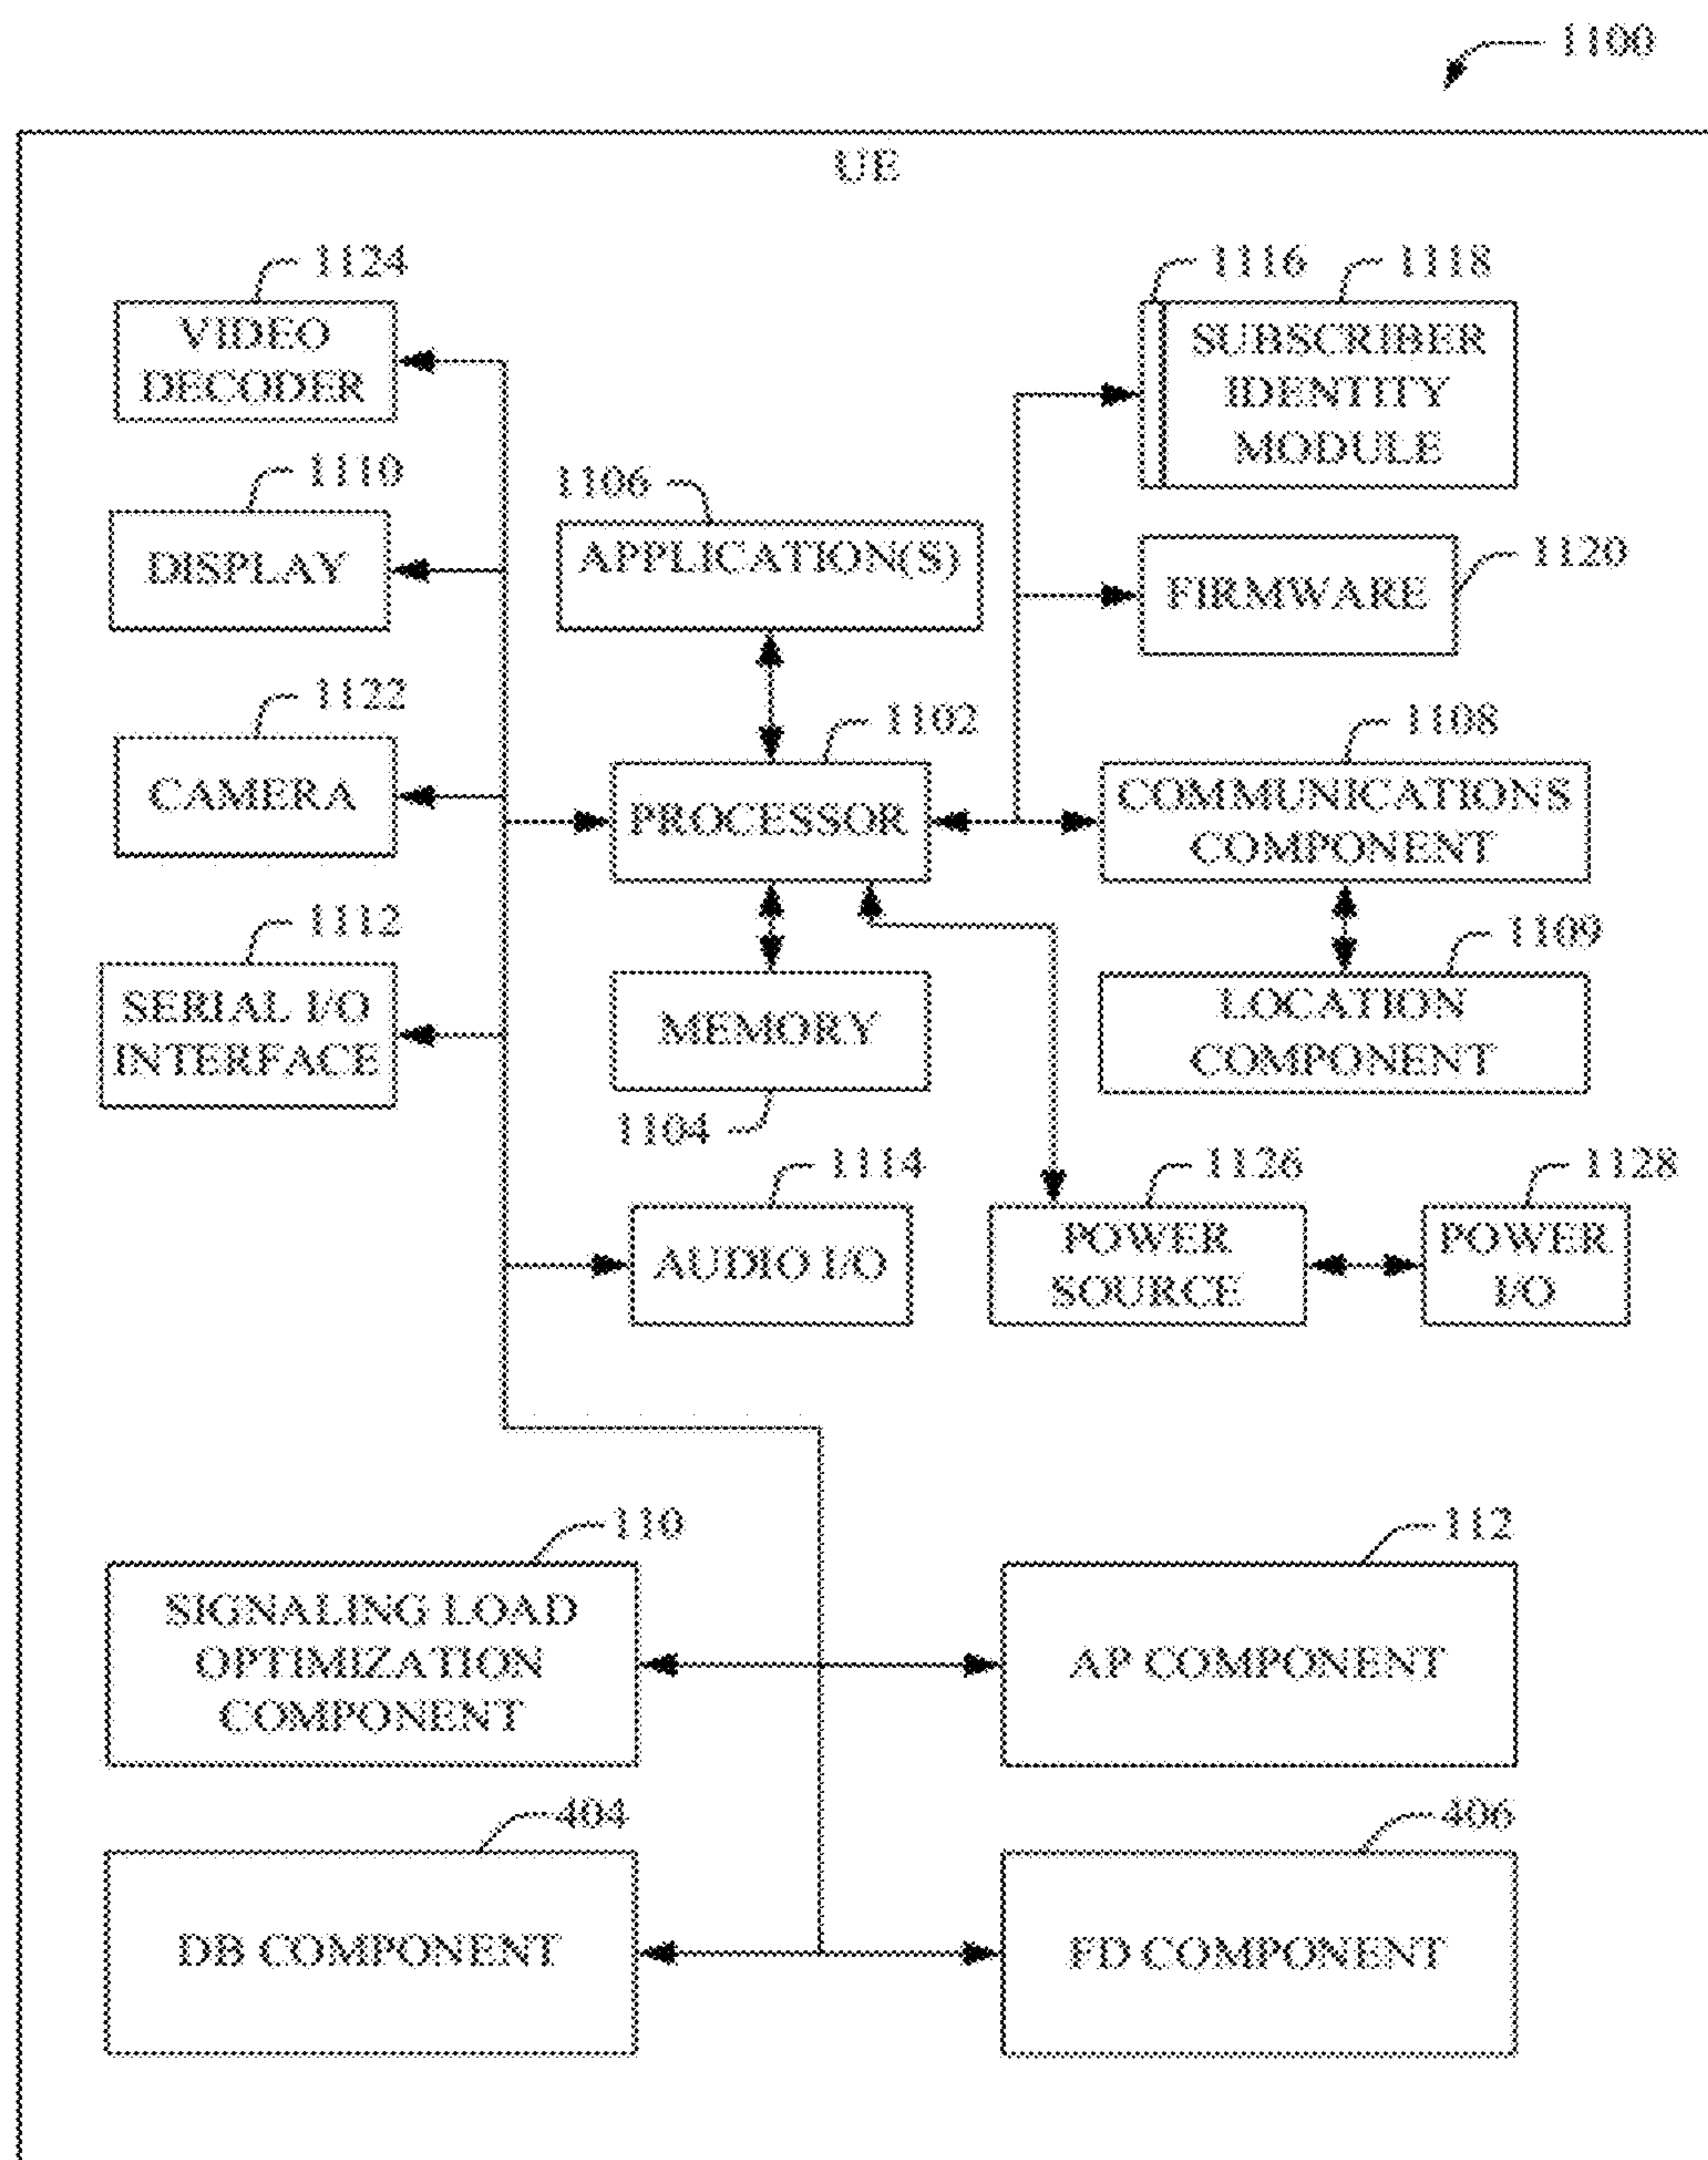 1100
UE
1124
VIDEO
DECODER
1116
1118
SUBSCRIBER
IDENTITY
MODULE
1110
DISPLAY
1106
APPLICATION(S)
1120
FIRMWARE
1122
CAMERA
1102
PROCESSOR
1108
COMMUNICATIONS
COMPONENT
1112
SERIAL I/O
INTERFACE
MEMORY
1104
1109
LOCATION
COMPONENT
1114
AUDIO I/O
1126
POWER
SOURCE
1128
POWER
I/O
110
SIGNALING LOAD
OPTIMIZATION
COMPONENT
112
AP COMPONENT
404
DB COMPONENT
406
FD COMPONENT